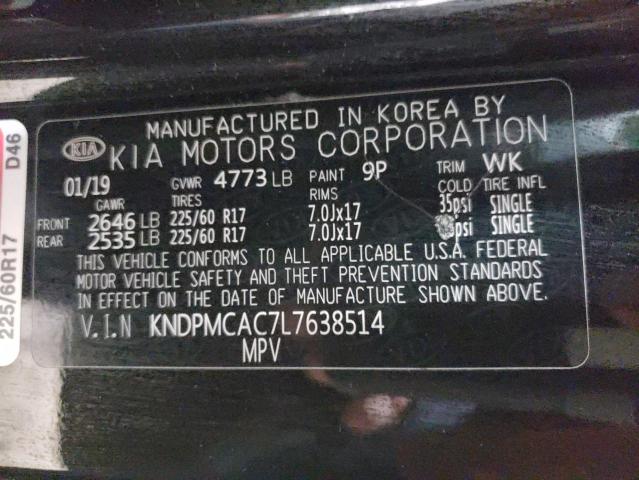 MANUFACTURED IN KOREA BY
KIA KIA MOTORS CORPORATION
01/19 GVWR 4773 LB PAINT 9P TRIM WK
GAWR TIRES RIMS COLD TIRE INFL
FRONT 2646 LB 225/60 R17 7.0Jx17 35psi SINGLE
REAR 2535 LB 225/60 R17 7.0Jx17 psi SINGLE
THIS VEHICLE CONFORMS TO ALL APPLICABLE U.S.A. FEDERAL
MOTOR VEHICLE SAFETY AND THEFT PREVENTION STANDARDS
IN EFFECT ON THE DATE OF MANUFACTURE SHOWN ABOVE.
V.I.N KNDPMCAC7L7638514
MPV
225/60R17 D46